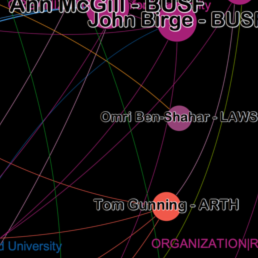 Ann McGill - BUSF
John Birge - BUSF
Omri Ben-Shahar - LAWS
Tom Gunning - ARTH
d University
ORGANIZATION|R